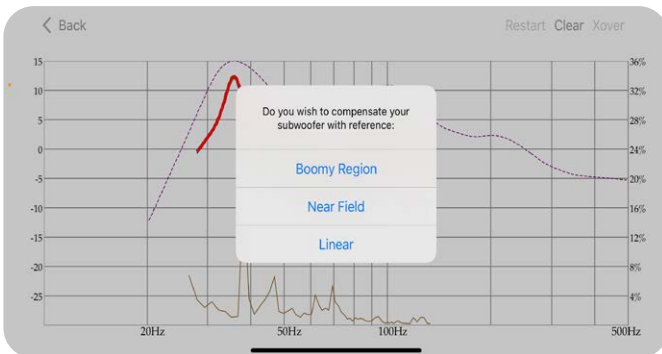 Back
Restart Clear Xover
15 36%
10 32%
5 28%
0 24%
-5 20%
-10 16%
-15 12%
-20 8%
-25 4%
Do you wish to compensate your
subwoofer with reference:
Boomy Region
Near Field
Linear
20Hz 50Hz 100Hz 500Hz